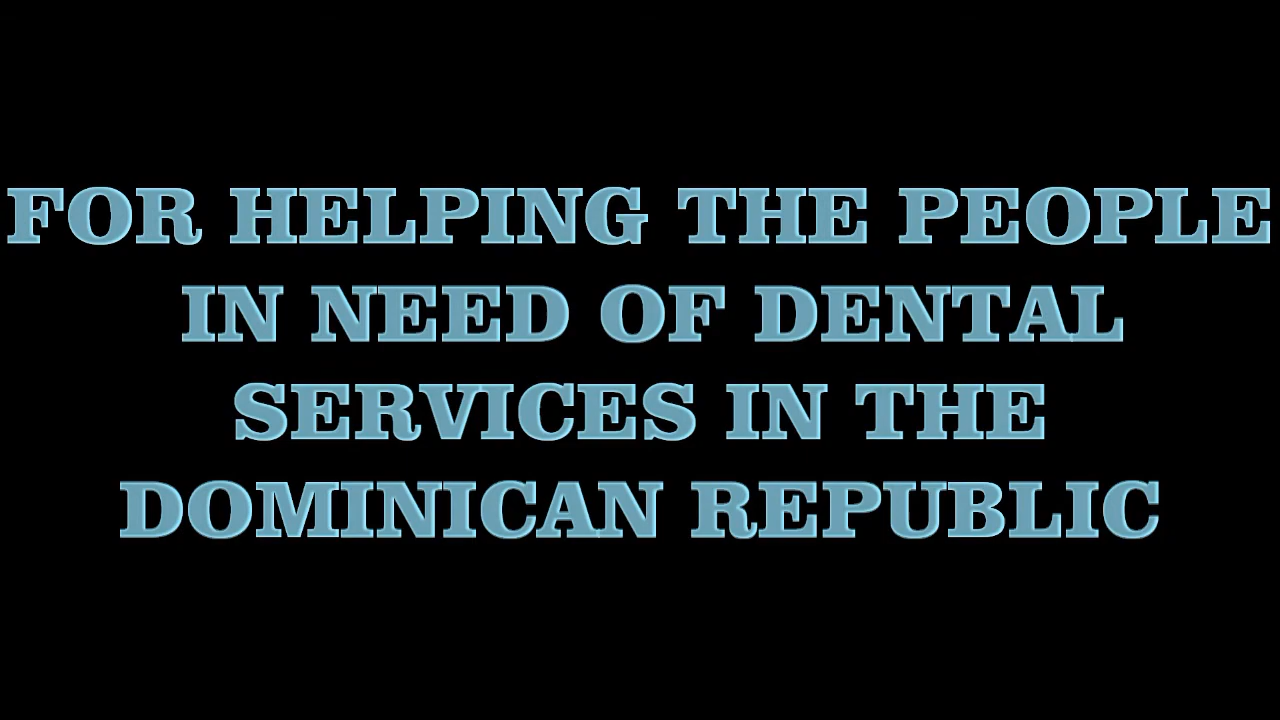 FOR HELPING THE PEOPLE
IN NEED OF DENTAL
SERVICES IN THE
DOMINICAN REPUBLIC